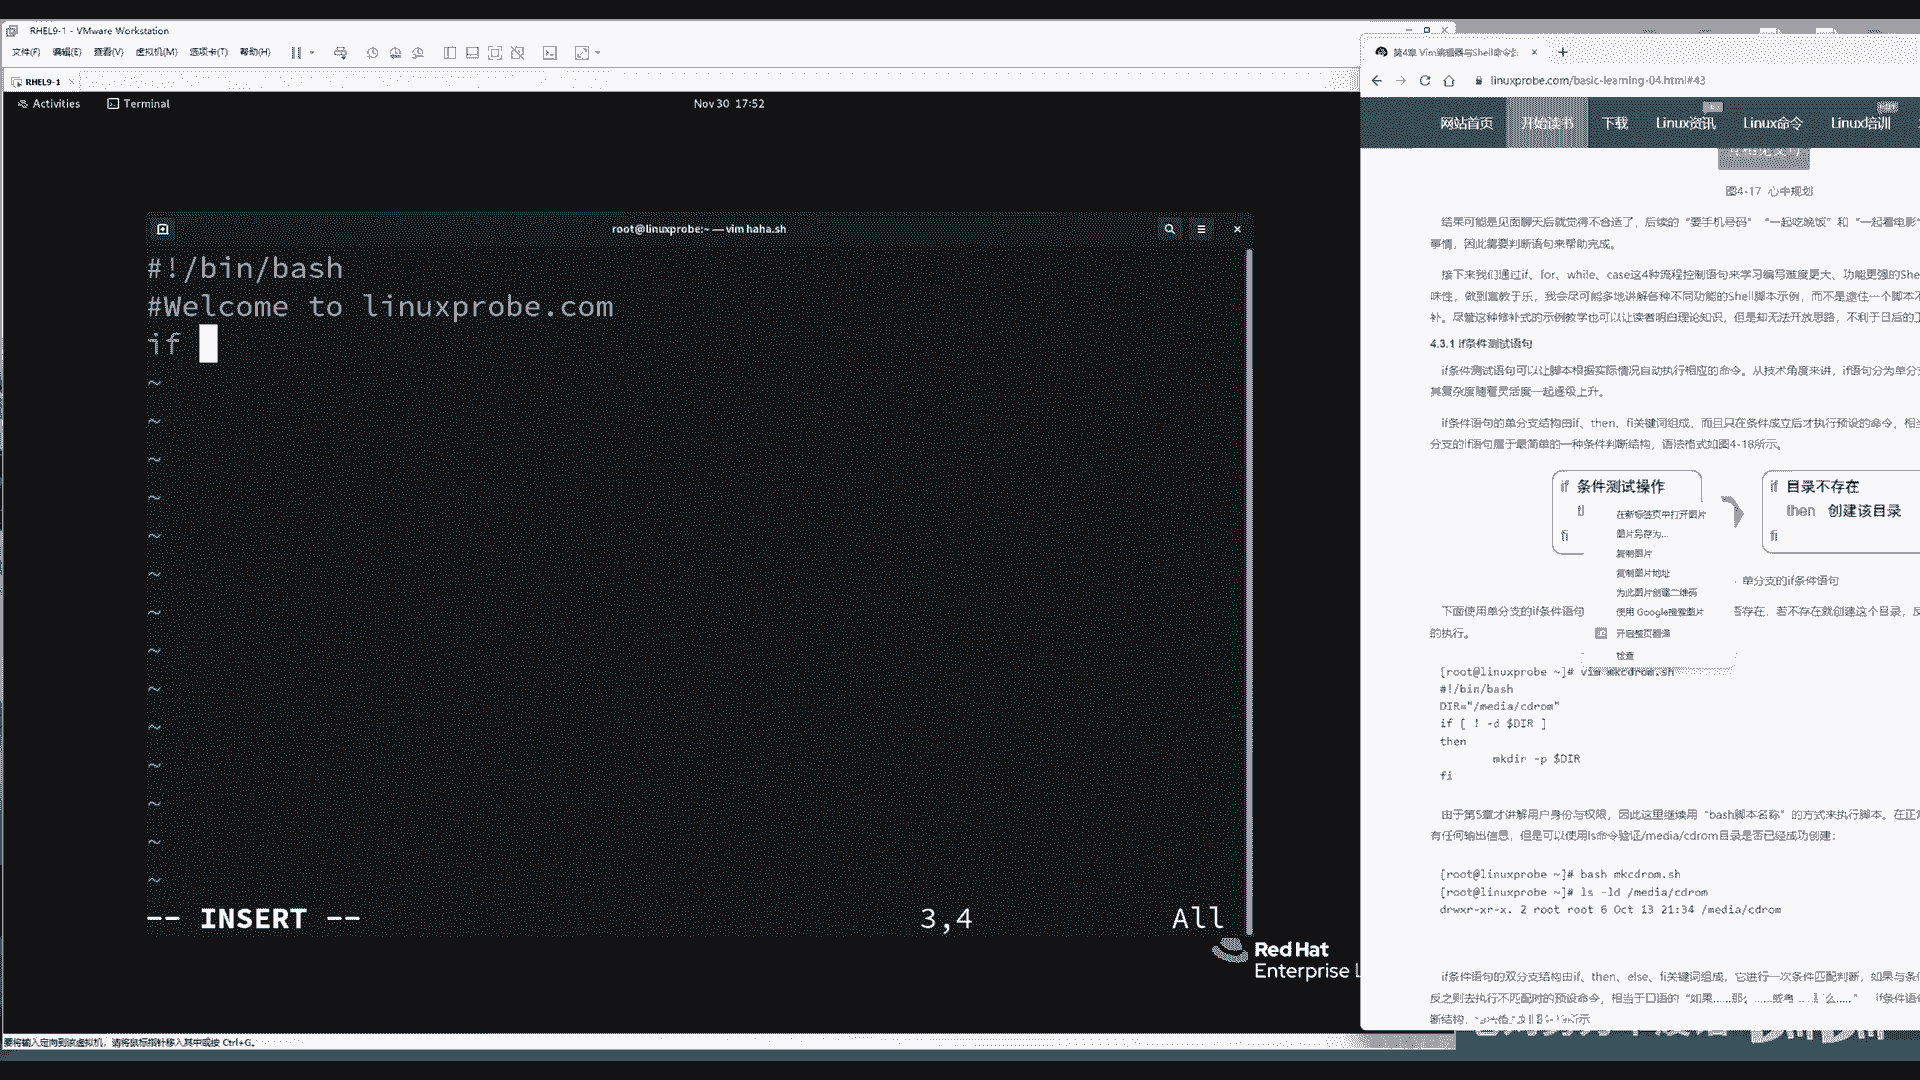 RHEL9-1 - VMware Workstation
文件(F) 编辑(E) 查看(V) 虚拟机(M) 选项卡(T) 帮助(H)
RHEL9-1
Activities Terminal Nov 30 17:52
root@linuxprobe:~ — vim haha.sh
#!/bin/bash
#Welcome to linuxprobe.com
if
~
~
~
~
~
~
~
~
~
~
~
~
~
~
-- INSERT -- 3,4 All
Red Hat
Enterprise L
要将输入定向到该虚拟机，请将鼠标指针移入其中或按 Ctrl+G。
第4章 Vim编辑器与Shell命令
linuxprobe.com/basic-learning-04.html#43
网站首页 开始读书 下载 Linux资讯 Linux命令 Linux培训
图4-17 心中规划
结果可能是见面聊天后就觉得不合适了，后续的“要手机号码” “一起吃晚饭”和“一起看电影”
事情，因此需要判断语句来帮助完成。
接下来我们通过if、for、while、case这4种流程控制语句来学习编写难度更大、功能更强的She
味性，做到寓教于乐，我会尽可能多地讲解各种不同功能的Shell脚本示例，而不是逮住一个脚本不
补。尽管这种修补式的示例教学也可以让读者明白理论知识，但是却无法开放思路，不利于日后的工
4.3.1 if条件测试语句
if条件测试语句可以让脚本根据实际情况自动执行相应的命令。从技术角度来讲，if语句分为单分支
其复杂度随着灵活度一起逐级上升。
if条件语句的单分支结构由if、then、fi关键词组成，而且只在条件成立后才执行预设的命令，相当
分支的if语句属于最简单的一种条件判断结构，语法格式如图4-18所示。
if 条件测试操作
fi
if 目录不存在
then 创建该目录
fi
在新标签页中打开图片
图片另存为...
复制图片
复制图片地址
为此图片创建二维码
使用 Google搜索图片
开启整页翻译
检查
单分支的if条件语句
下面使用单分支的if条件语句 否存在，若不存在就创建这个目录，反
的执行。
[root@linuxprobe ~]# vim mkcdrom.sh
#!/bin/bash
DIR="/media/cdrom"
if [ ! -d $DIR ]
then
mkdir -p $DIR
fi
由于第5章才讲解用户身份与权限，因此这里继续用“bash脚本名称”的方式来执行脚本。在正常
有任何输出信息，但是可以使用ls命令验证/media/cdrom目录是否已经成功创建：
[root@linuxprobe ~]# bash mkcdrom.sh
[root@linuxprobe ~]# ls -ld /media/cdrom
drwxr-xr-x. 2 root root 6 Oct 13 21:34 /media/cdrom
if条件语句的双分支结构由if、then、else、fi关键词组成，它进行一次条件匹配判断，如果与条件
反之则去执行不匹配时的预设命令，相当于口语的“如果……那么……或者……那么……” if条件语句
断结构，